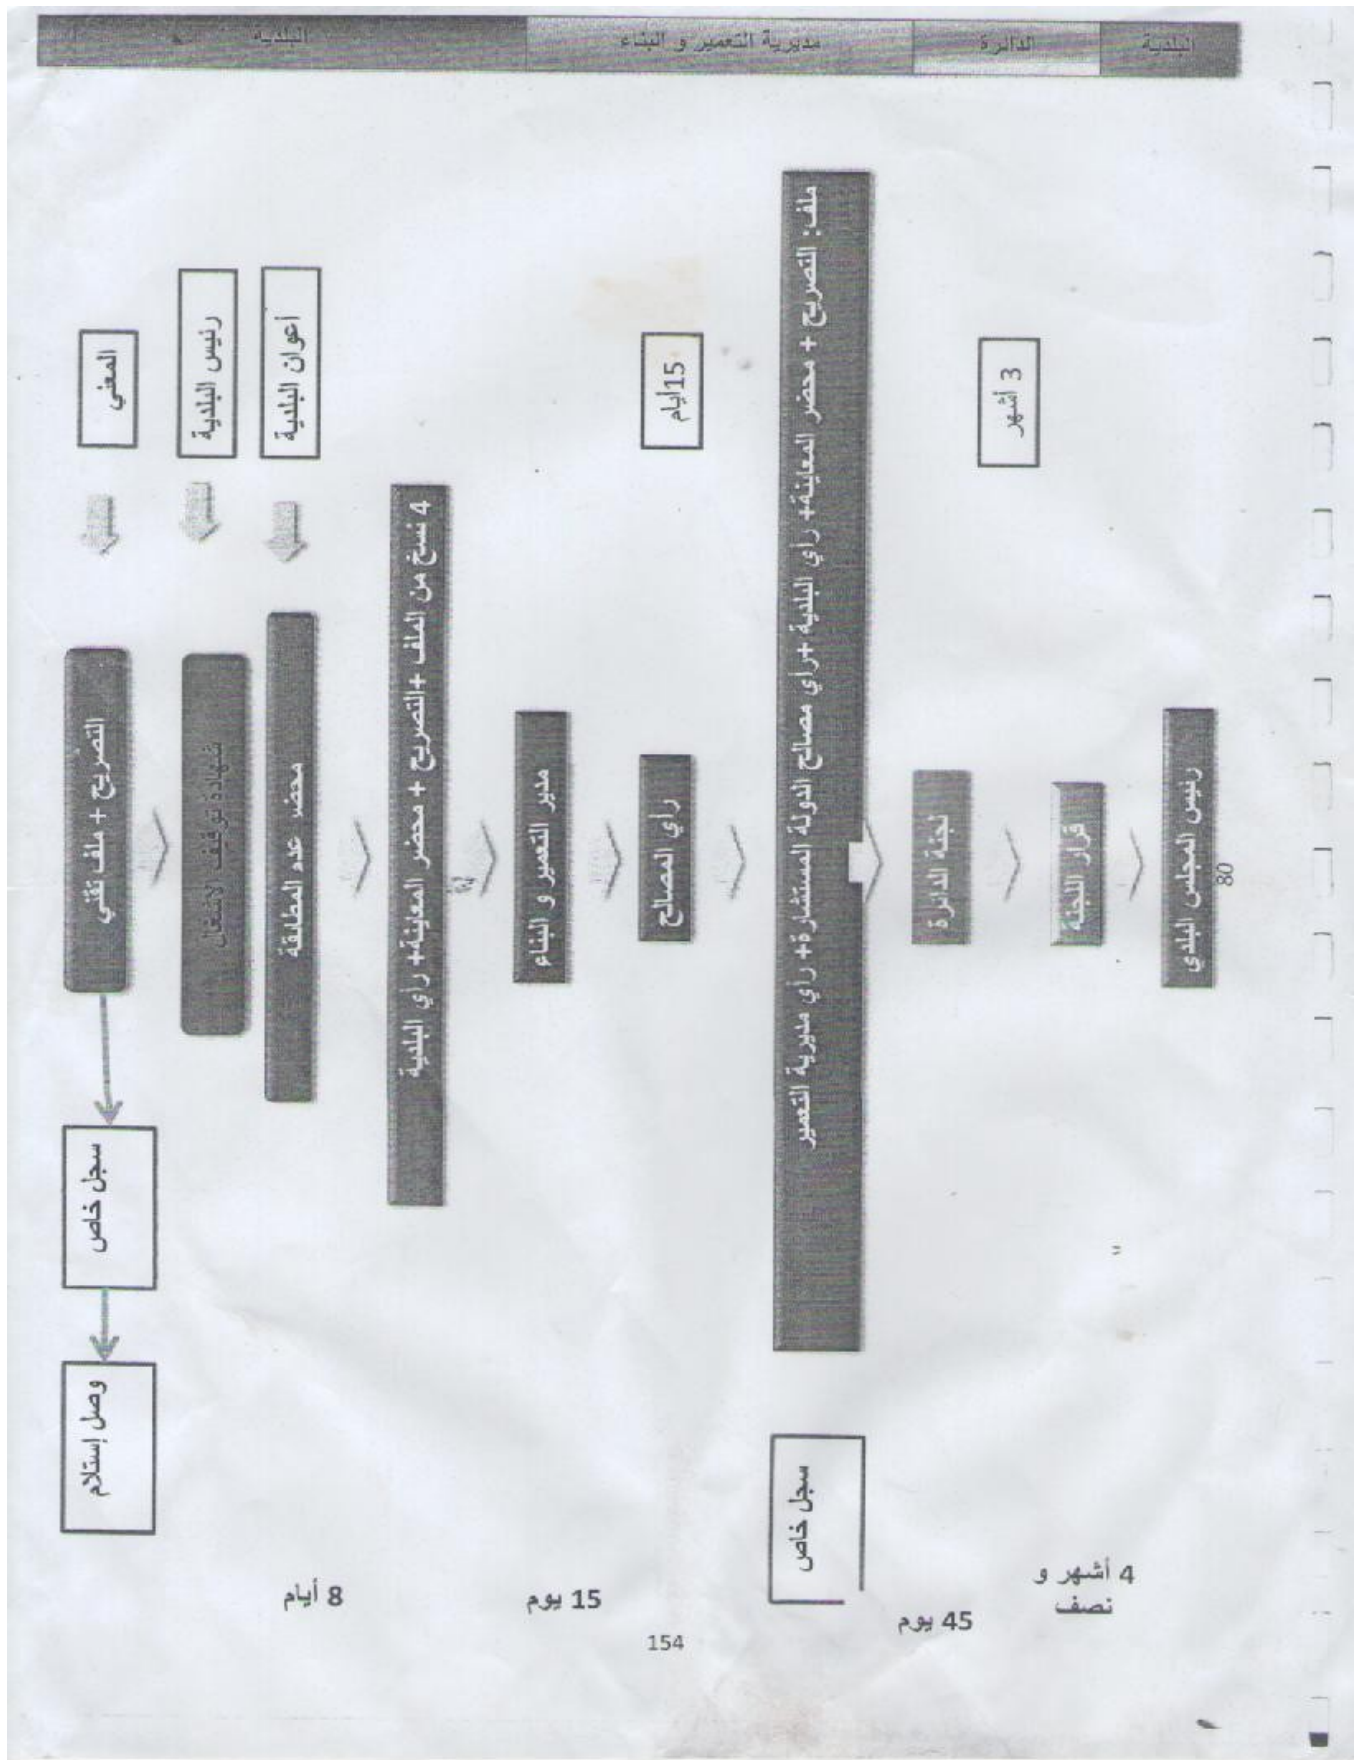 البلدية
مديرية التعمير و البناء
الدائرة
البلدية
المعني
رئيس البلدية
أعوان البلدية
التصريح + ملف تقني
سجل خاص
وصل إستلام
شهادة توقيف الاشغال
محضر عدم المطابقة
4 نسخ من الملف +التصريح + محضر المعاينة+ رأي البلدية
مدير التعمير و البناء
15أيام
رأي المصالح
ملف: التصريح + محضر المعاينة+ رأي البلدية +رأي مصالح الدولة المستشارة+ رأي مديرية التعمير
سجل خاص
3 أشهر
لجنة الدائرة
قرار اللجنة
رئيس المجلس البلدي
80
8 أيام
15 يوم
45 يوم
4 أشهر و
نصف
154